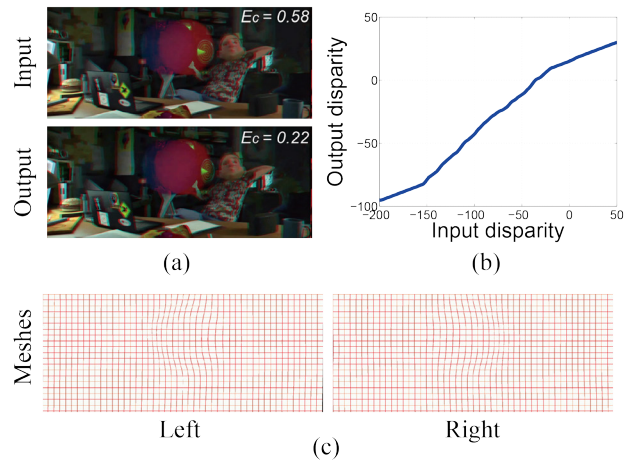 Input
Ec = 0.58
Output
Ec = 0.22
(a)
Output disparity
50
0
-50
-100
-200
-150
-100
-50
0
50
Input disparity
(b)
Meshes
Left
Right
(c)